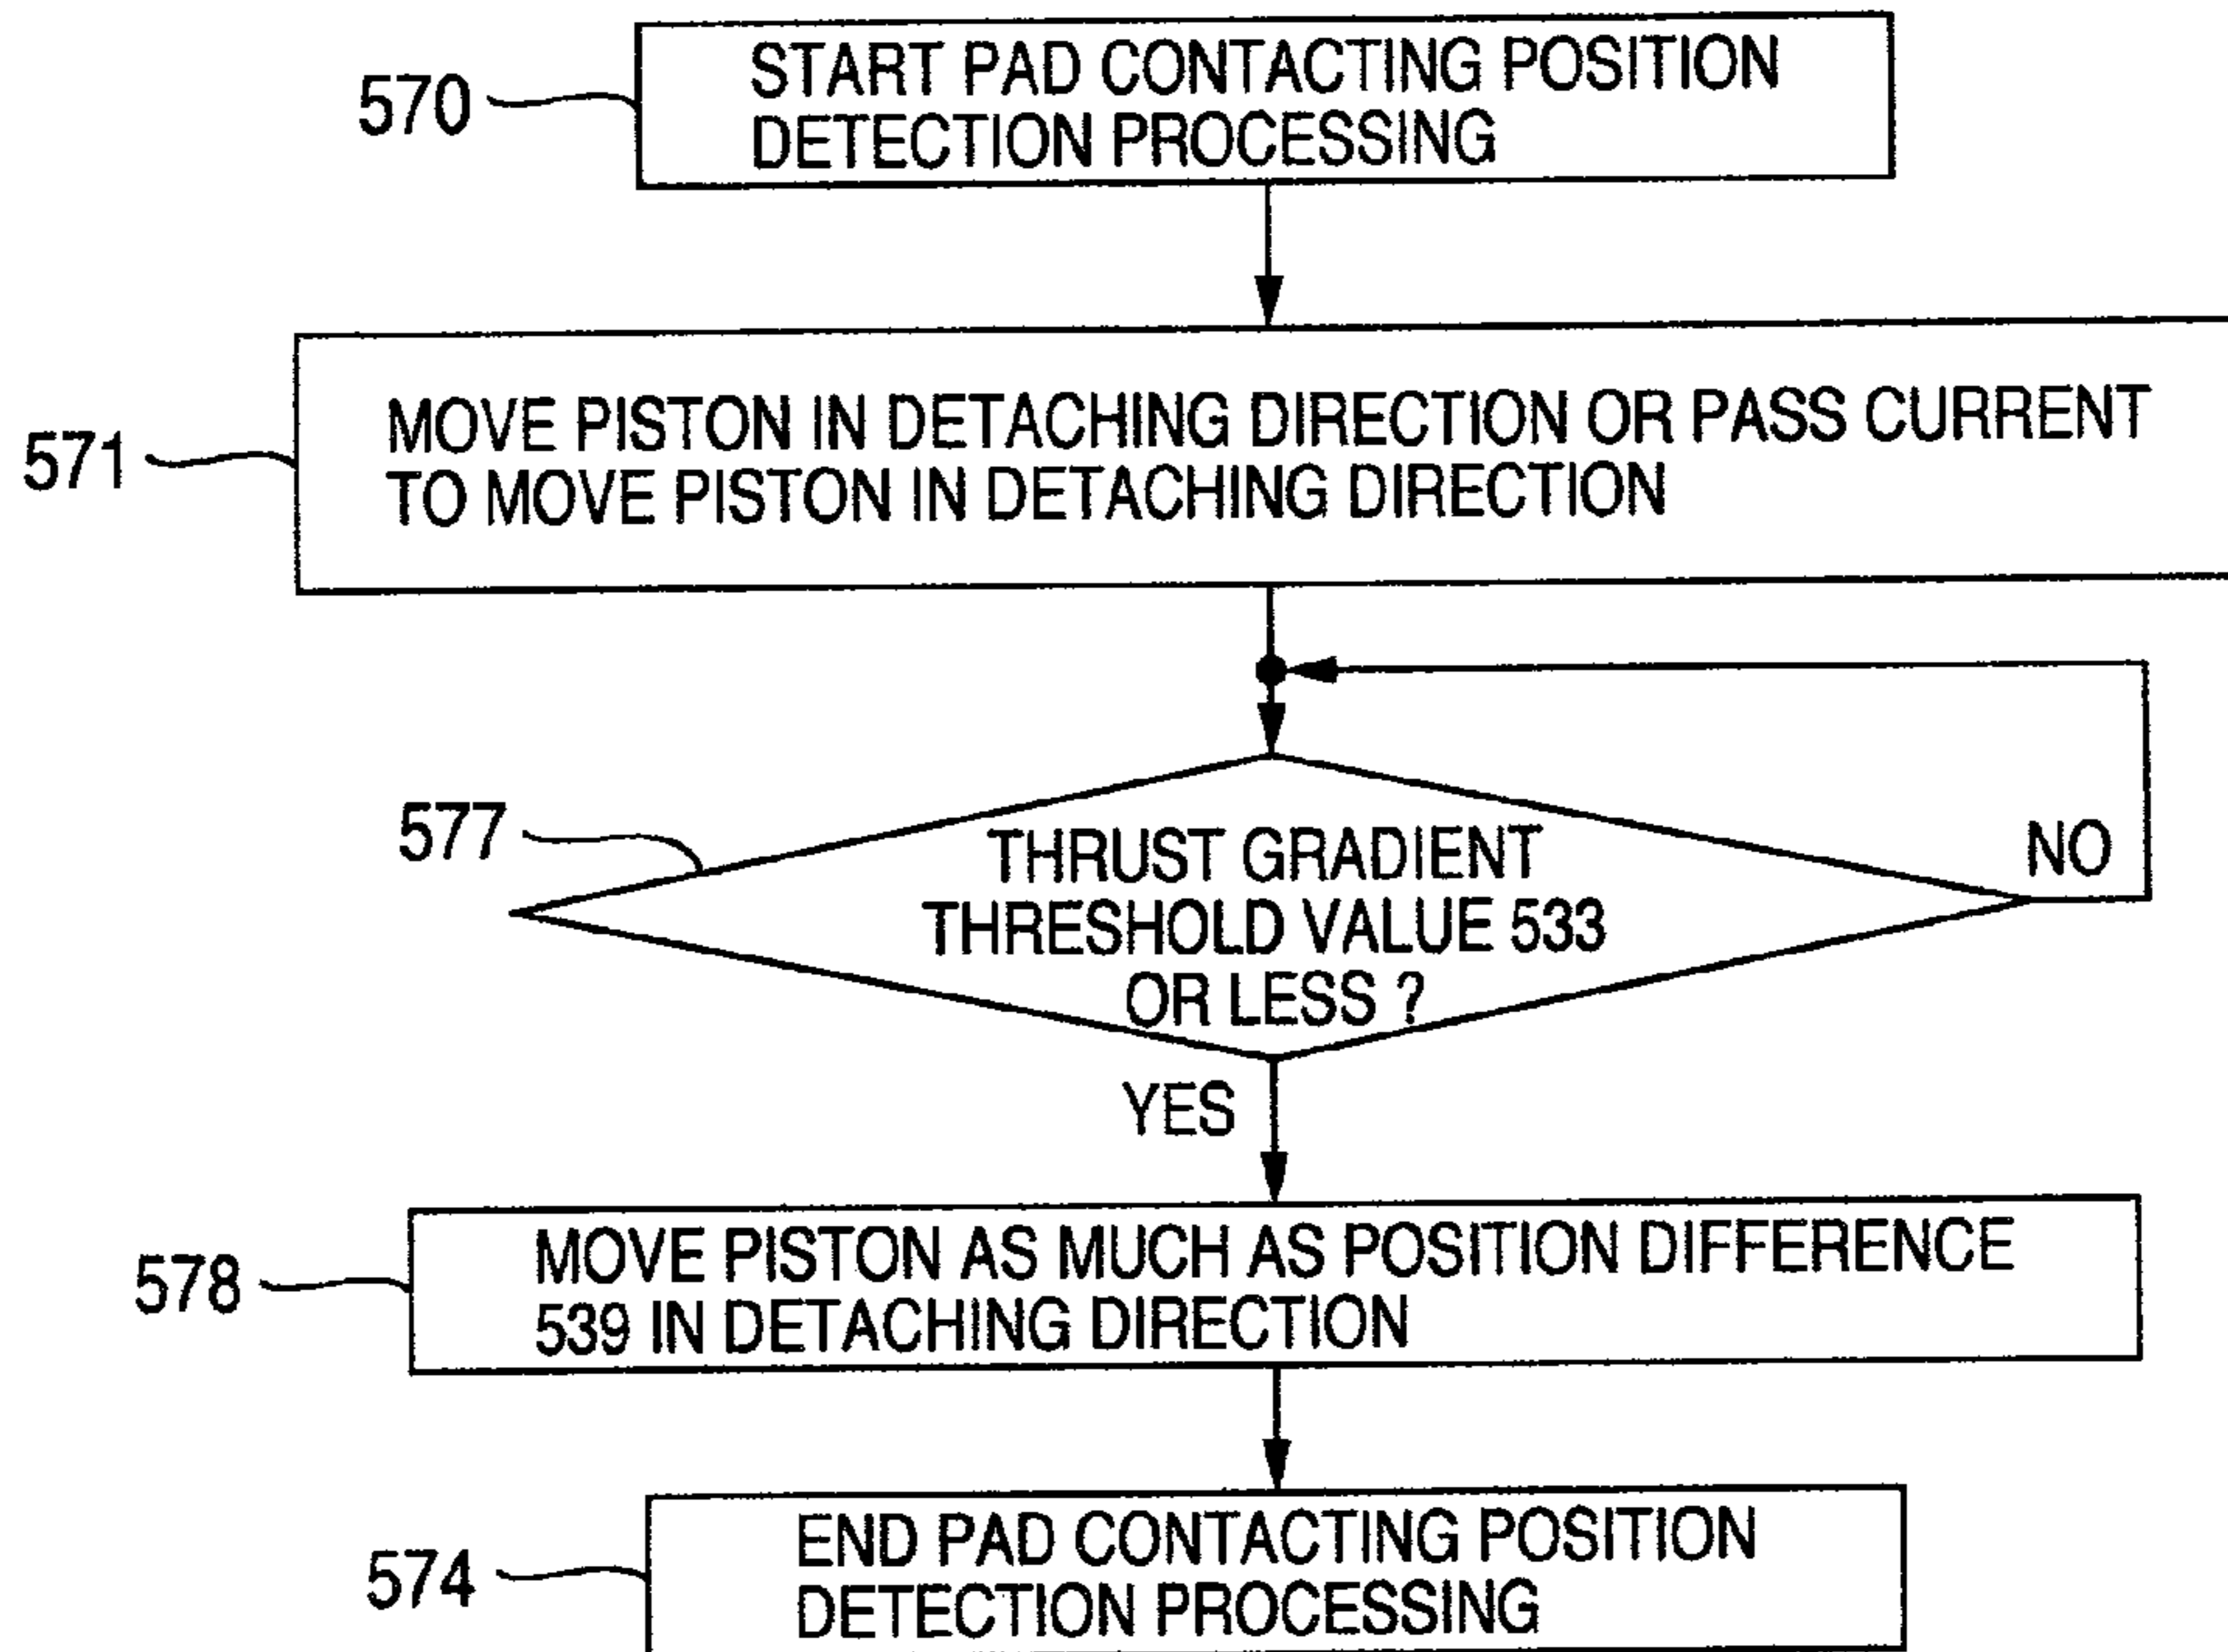 570
START PAD CONTACTING POSITION
DETECTION PROCESSING
571
MOVE PISTON IN DETACHING DIRECTION OR PASS CURRENT
TO MOVE PISTON IN DETACHING DIRECTION
577
THRUST GRADIENT
THRESHOLD VALUE 533
OR LESS ?
NO
YES
578
MOVE PISTON AS MUCH AS POSITION DIFFERENCE
539 IN DETACHING DIRECTION
574
END PAD CONTACTING POSITION
DETECTION PROCESSING